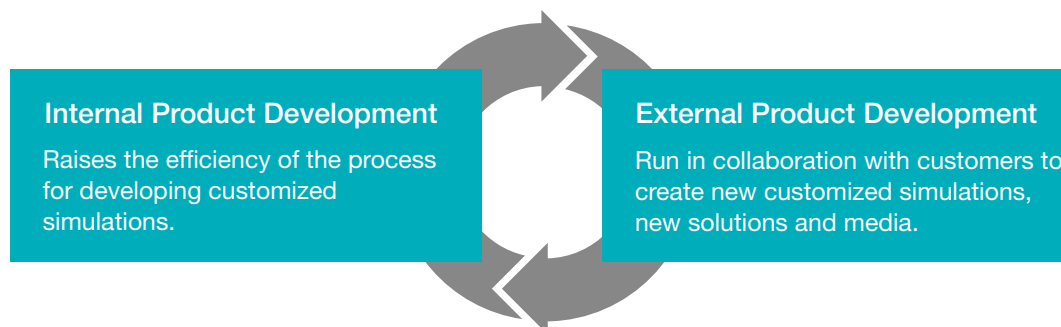 Internal Product Development
Raises the efficiency of the process
for developing customized
simulations.
External Product Development
Run in collaboration with customers to
create new customized simulations,
new solutions and media.